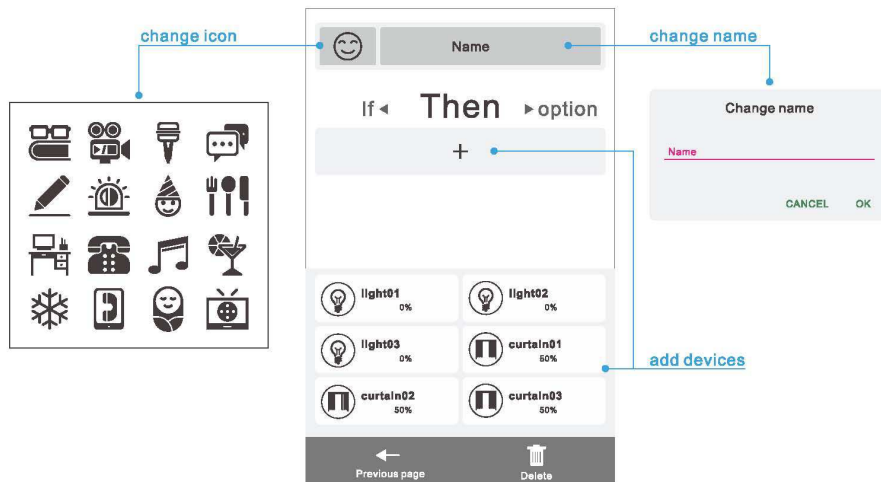 change icon
Name
change name
If
Then
option
+
Change name
Name
CANCEL OK
light01
0%
light02
0%
light03
0%
curtain01
50%
curtain02
50%
curtain03
50%
add devices
Previous page
Delete